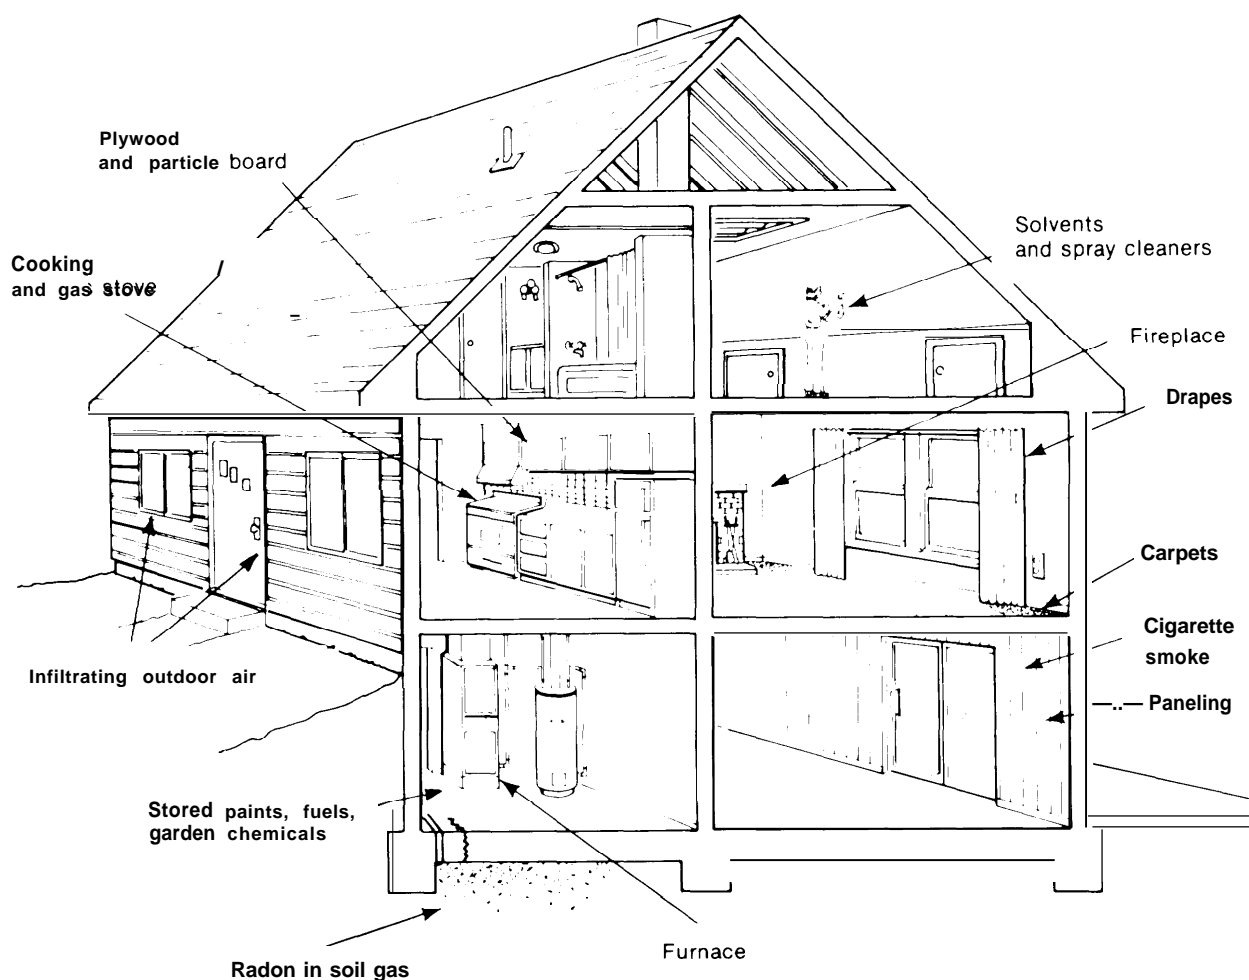 Plywood
and particle board
Solvents
and spray cleaners
Cooking
and gas stove
Fireplace
Drapes
Carpets
Cigarette
smoke
Infiltrating outdoor air
Paneling
Stored paints, fuels,
garden chemicals
Furnace
Radon in soil gas